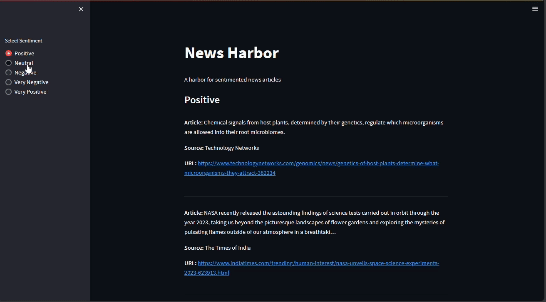 Select Sentiment
Positive
Neutral
Negative
Very Negative
Very Positive
News Harbor
A harbor for sentimented news articles
Positive
Article: Chemical signals from host plants, determined by their genetics, regulate which microorganisms
are allowed into their root microbiomes.
Source: Technology Networks
URL: https://www.technologynetworks.com/genomics/news/genetics-of-host-plants-determine-what-
microorganisms-they-attract-382234
Article: NASA recently released the astounding findings of science tests carried out in orbit through the
year 2023, taking us beyond the picturesque landscapes of flower gardens and exploring the mysteries of
pulsating flames outside of our atmosphere in a breathtaki...
Source: The Times of India
URL: https://www.indiatimes.com/trending/human-interest/nasa-unveils-space-science-experiments-